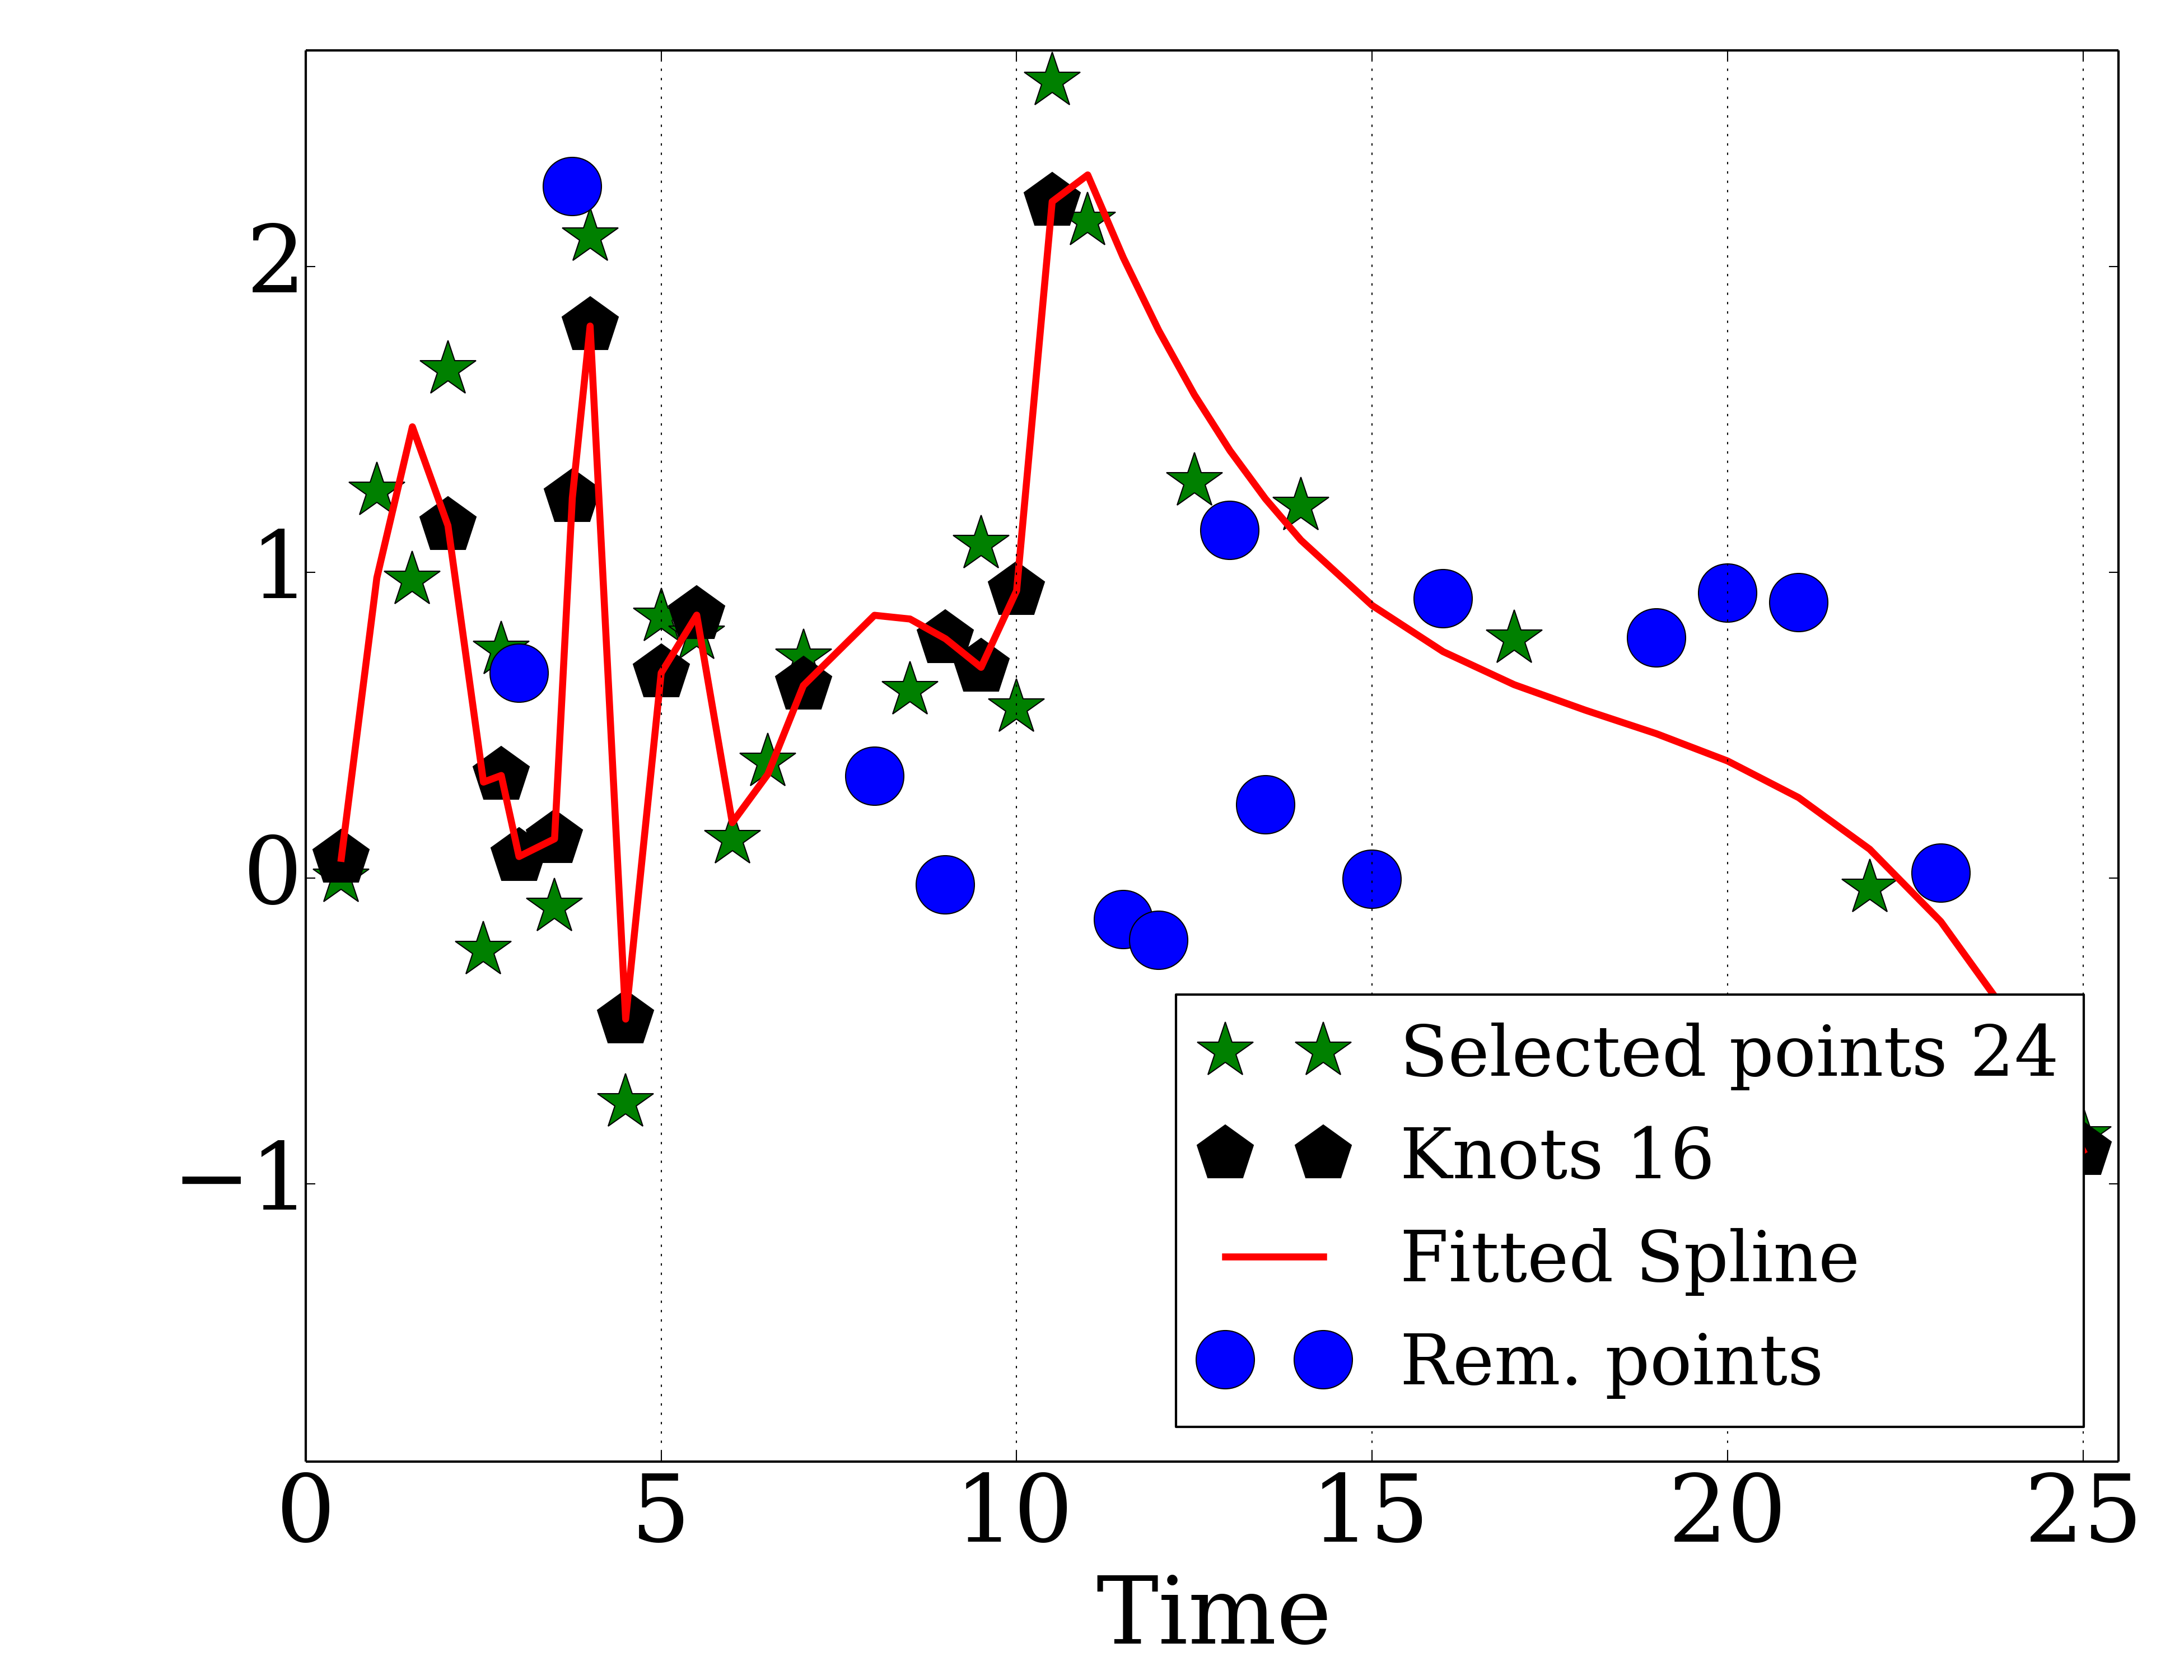 2
1
0
−1
Selected points 24
Knots 16
Fitted Spline
Rem. points
0 5 10 15 20 25
Time